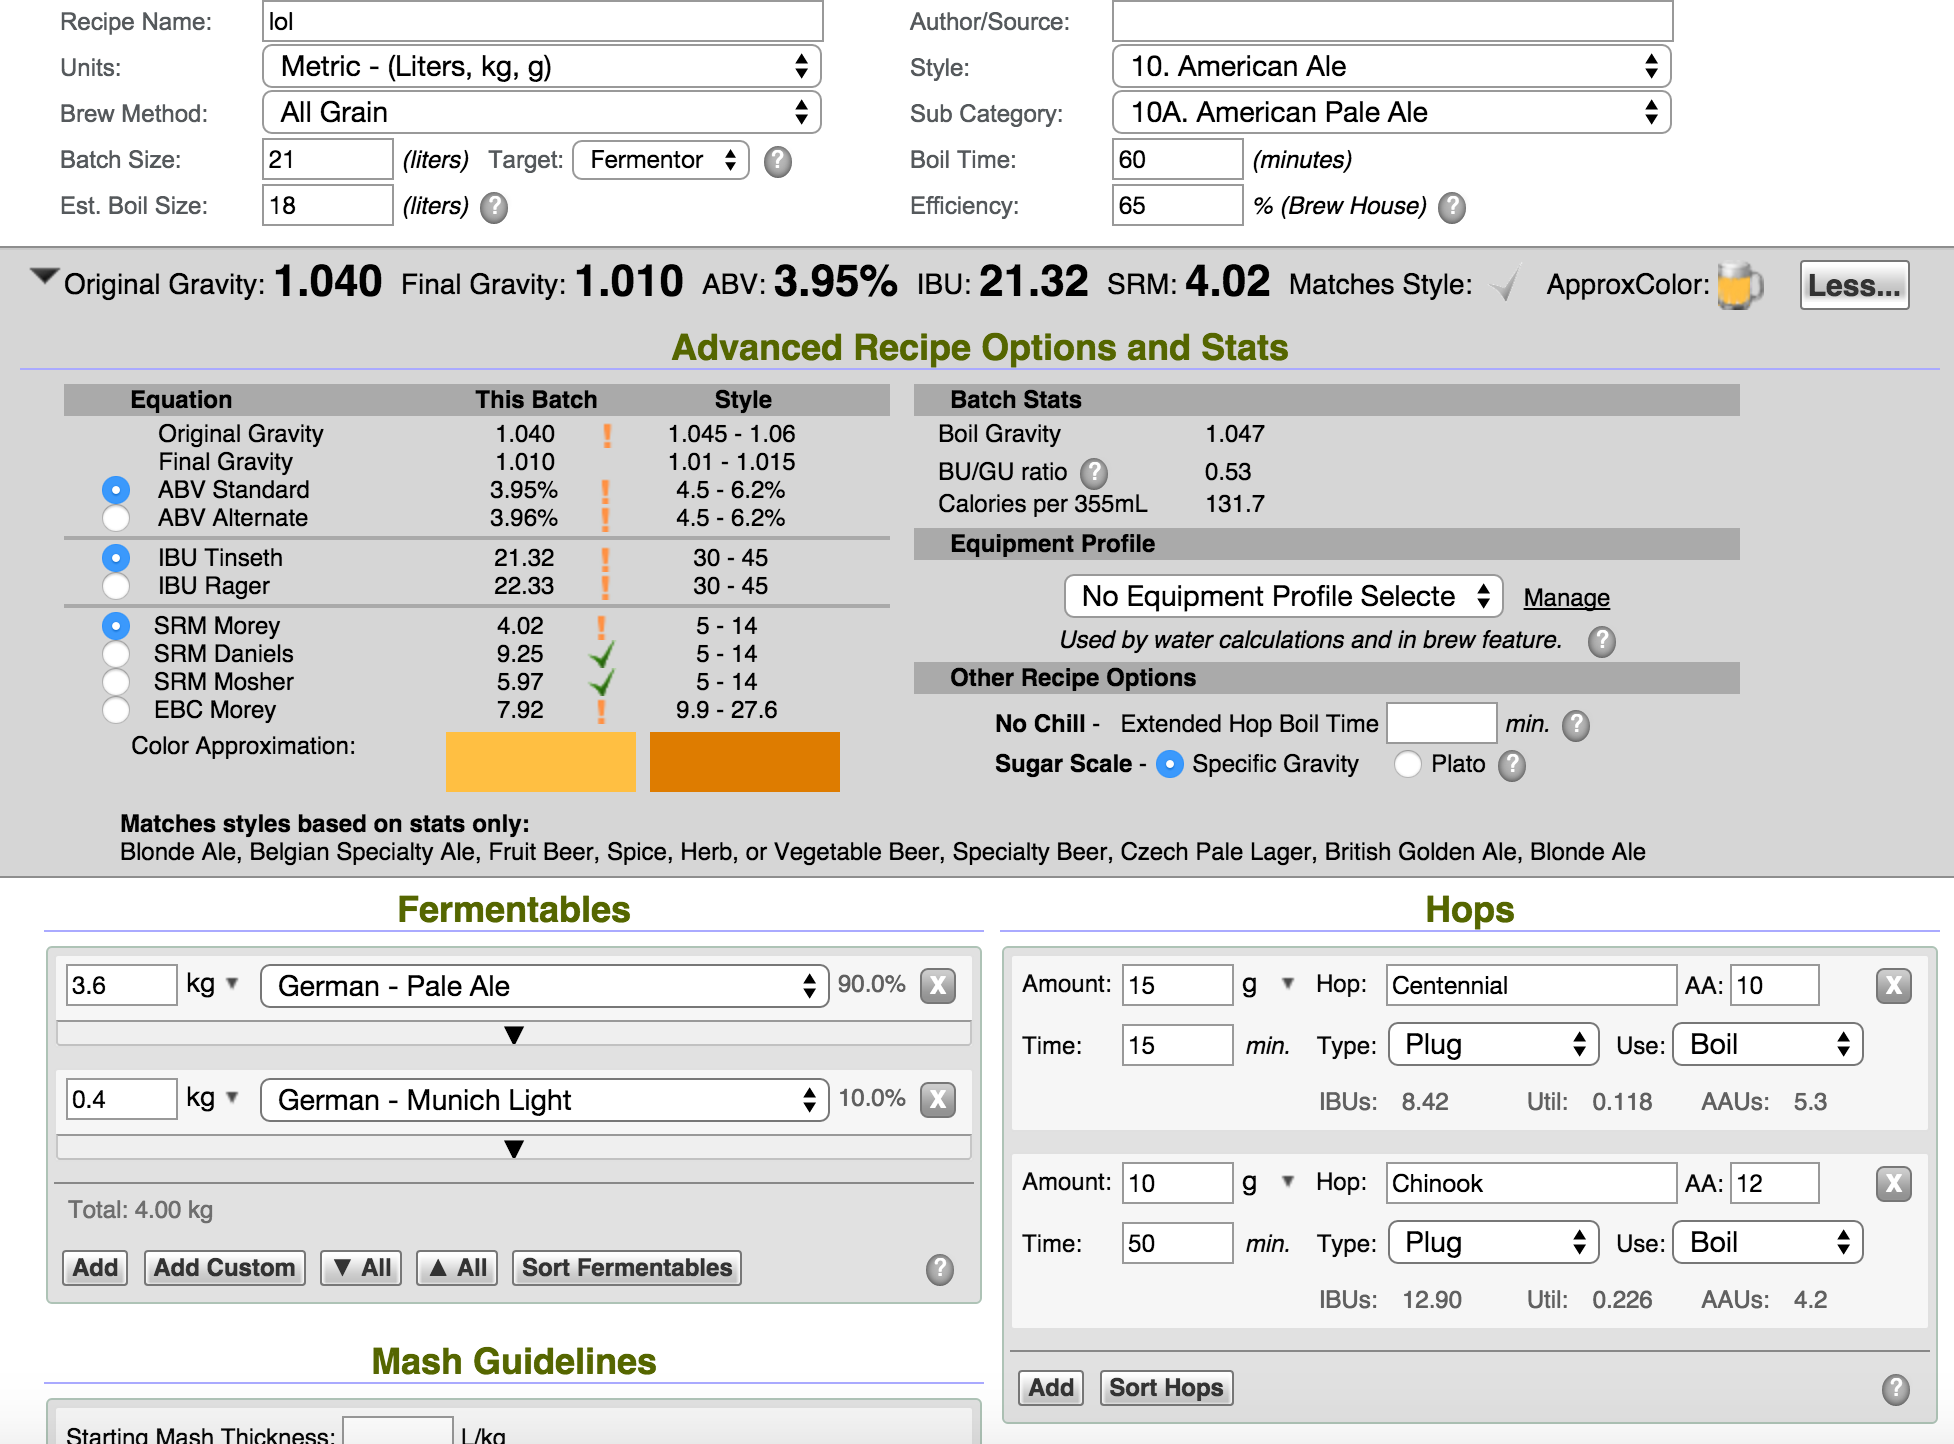 Recipe Name: lol Author/Source:
Units: Metric - (Liters, kg, g) Style: 10. American Ale
Brew Method: All Grain Sub Category: 10A. American Pale Ale
Batch Size: 21 (liters) Target: Fermentor ? Boil Time: 60 (minutes)
Est. Boil Size: 18 (liters) ? Efficiency: 65 % (Brew House) ?
Original Gravity: 1.040 Final Gravity: 1.010 ABV: 3.95% IBU: 21.32 SRM: 4.02 Matches Style: ApproxColor: Less...
Advanced Recipe Options and Stats
Equation This Batch Style
Original Gravity 1.040 ! 1.045 - 1.06
Final Gravity 1.010 1.01 - 1.015
ABV Standard 3.95% ! 4.5 - 6.2%
ABV Alternate 3.96% ! 4.5 - 6.2%
IBU Tinseth 21.32 ! 30 - 45
IBU Rager 22.33 ! 30 - 45
SRM Morey 4.02 ! 5 - 14
SRM Daniels 9.25 5 - 14
SRM Mosher 5.97 5 - 14
EBC Morey 7.92 ! 9.9 - 27.6
Color Approximation:
Batch Stats
Boil Gravity 1.047
BU/GU ratio ? 0.53
Calories per 355mL 131.7
Equipment Profile
No Equipment Profile Selecte Manage
Used by water calculations and in brew feature. ?
Other Recipe Options
No Chill - Extended Hop Boil Time min. ?
Sugar Scale - Specific Gravity Plato ?
Matches styles based on stats only:
Blonde Ale, Belgian Specialty Ale, Fruit Beer, Spice, Herb, or Vegetable Beer, Specialty Beer, Czech Pale Lager, British Golden Ale, Blonde Ale
Fermentables
3.6 kg German - Pale Ale 90.0% X
0.4 kg German - Munich Light 10.0% X
Total: 4.00 kg
Add Add Custom ▼ All ▲ All Sort Fermentables ?
Mash Guidelines
Starting Mash Thickness: L/kg
Hops
Amount: 15 g Hop: Centennial AA: 10 X
Time: 15 min. Type: Plug Use: Boil
IBUs: 8.42 Util: 0.118 AAUs: 5.3
Amount: 10 g Hop: Chinook AA: 12 X
Time: 50 min. Type: Plug Use: Boil
IBUs: 12.90 Util: 0.226 AAUs: 4.2
Add Sort Hops ?